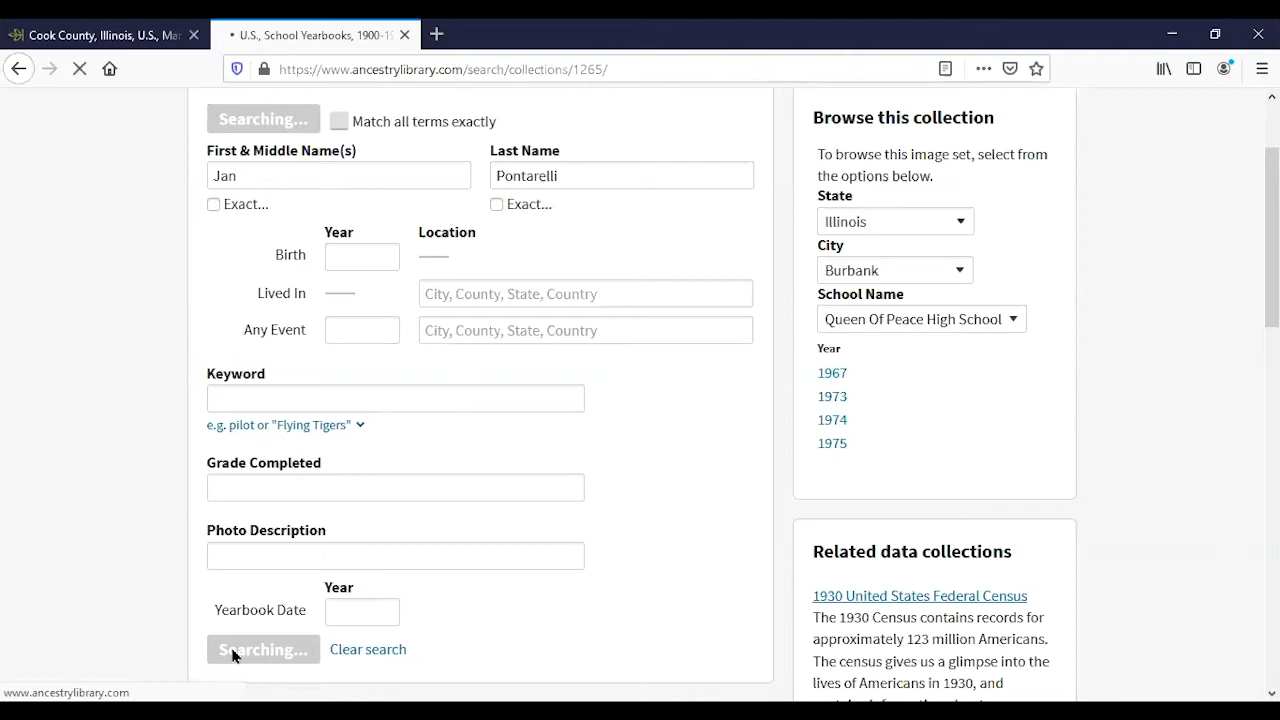 Cook County, Illinois, U.S., Mar
U.S., School Yearbooks, 1900-19
https://www.ancestrylibrary.com/search/collections/1265/
Searching...
Match all terms exactly
First & Middle Name(s)
Last Name
Jan
Pontarelli
Exact...
Exact...
Year
Location
Birth
Lived In
City, County, State, Country
Any Event
City, County, State, Country
Keyword
e.g. pilot or "Flying Tigers"
Grade Completed
Photo Description
Year
Yearbook Date
Searching...
Clear search
www.ancestrylibrary.com
Browse this collection
To browse this image set, select from
the options below.
State
Illinois
City
Burbank
School Name
Queen Of Peace High School
Year
1967
1973
1974
1975
Related data collections
1930 United States Federal Census
The 1930 Census contains records for
approximately 123 million Americans.
The census gives us a glimpse into the
lives of Americans in 1930, and